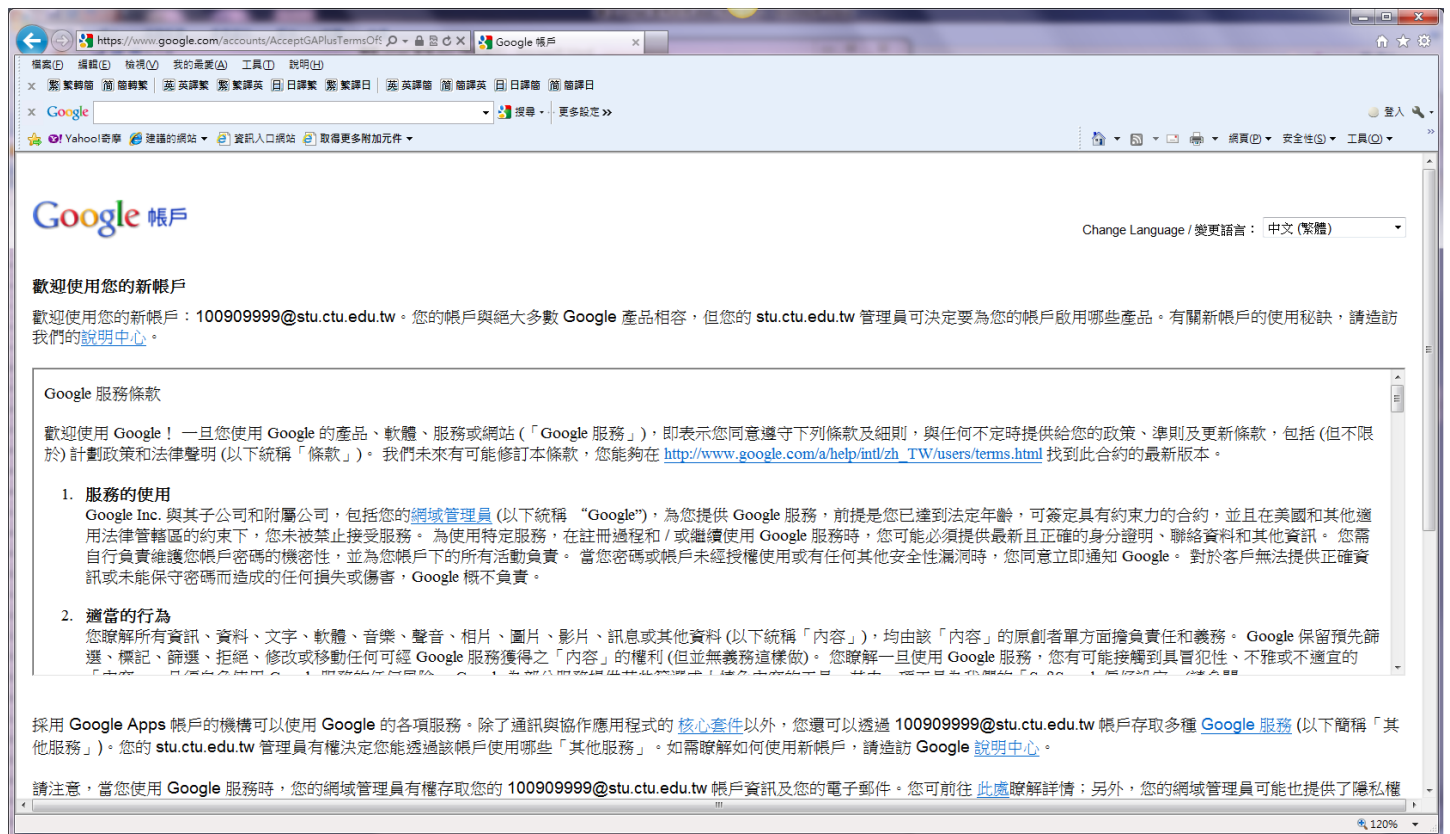 https://www.google.com/accounts/AcceptGAPlusTermsOfS
Google 帳戶
檔案(F) 編輯(E) 檢視(V) 我的最愛(A) 工具(T) 說明(H)
x 繁 繁轉簡 簡 簡轉繁 英 英譯繁 繁 繁譯英 日 日譯繁 繁 繁譯日 英 英譯簡 簡 簡譯英 日 日譯簡 簡 簡譯日
x Google 搜尋 更多設定 >> 登入
Yahoo!奇摩 建議的網站 資訊入口網站 取得更多附加元件 網頁(P) 安全性(S) 工具(O)
Google 帳戶
Change Language / 變更語言： 中文 (繁體)
歡迎使用您的新帳戶
歡迎使用您的新帳戶：100909999@stu.ctu.edu.tw。您的帳戶與絕大多數 Google 產品相容，但您的 stu.ctu.edu.tw 管理員可決定要為您的帳戶啟用哪些產品。有關新帳戶的使用秘訣，請造訪
我們的說明中心。
Google 服務條款
歡迎使用 Google！ 一旦您使用 Google 的產品、軟體、服務或網站 (「Google 服務」)，即表示您同意遵守下列條款及細則，與任何不定時提供給您的政策、準則及更新條款，包括 (但不限
於) 計劃政策和法律聲明 (以下統稱「條款」)。 我們未來有可能修訂本條款，您能夠在 http://www.google.com/a/help/intl/zh_TW/users/terms.html 找到此合約的最新版本。
1. 服務的使用
Google Inc. 與其子公司和附屬公司，包括您的網域管理員 (以下統稱 “Google”)，為您提供 Google 服務，前提是您已達到法定年齡，可簽定具有約束力的合約，並且在美國和其他適
用法律管轄區的約束下，您未被禁止接受服務。 為使用特定服務，在註冊過程和 / 或繼續使用 Google 服務時，您可能必須提供最新且正確的身分證明、聯絡資料和其他資訊。 您需
自行負責維護您帳戶密碼的機密性，並為您帳戶下的所有活動負責。 當您密碼或帳戶未經授權使用或有任何其他安全性漏洞時，您同意立即通知 Google。 對於客戶無法提供正確資
訊或未能保守密碼而造成的任何損失或傷害，Google 概不負責。
2. 適當的行為
您瞭解所有資訊、資料、文字、軟體、音樂、聲音、相片、圖片、影片、訊息或其他資料 (以下統稱「內容」)，均由該「內容」的原創者單方面擔負責任和義務。 Google 保留預先篩
選、標記、篩選、拒絕、修改或移動任何可經 Google 服務獲得之「內容」的權利 (但並無義務這樣做)。 您瞭解一旦使用 Google 服務，您有可能接觸到具冒犯性、不雅或不適宜的
採用 Google Apps 帳戶的機構可以使用 Google 的各項服務。除了通訊與協作應用程式的 核心套件以外，您還可以透過 100909999@stu.ctu.edu.tw 帳戶存取多種 Google 服務 (以下簡稱「其
他服務」)。您的 stu.ctu.edu.tw 管理員有權決定您能透過該帳戶使用哪些「其他服務」。如需瞭解如何使用新帳戶，請造訪 Google 說明中心。
請注意，當您使用 Google 服務時，您的網域管理員有權存取您的 100909999@stu.ctu.edu.tw 帳戶資訊及您的電子郵件。您可前往 此處瞭解詳情；另外，您的網域管理員可能也提供了隱私權
120%